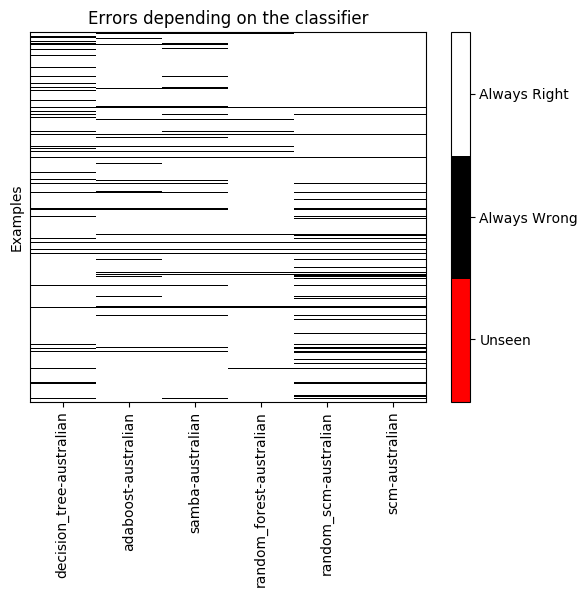 Errors depending on the classifier
Examples
decision_tree-australian
adaboost-australian
samba-australian
random_forest-australian
random_scm-australian
scm-australian
Always Right
Always Wrong
Unseen